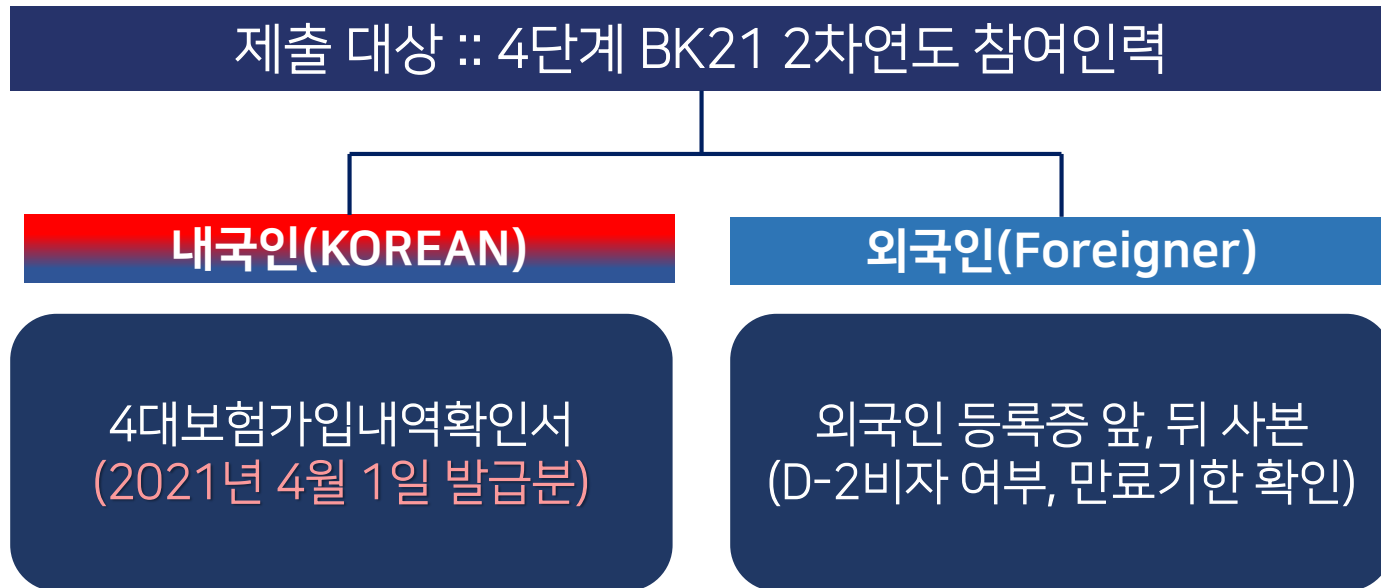 제출 대상 :: 4단계 BK21 2차연도 참여인력
내국인(KOREAN)
4대보험가입내역확인서
(2021년 4월 1일 발급분)
외국인(Foreigner)
외국인 등록증 앞, 뒤 사본
(D-2비자 여부, 만료기한 확인)